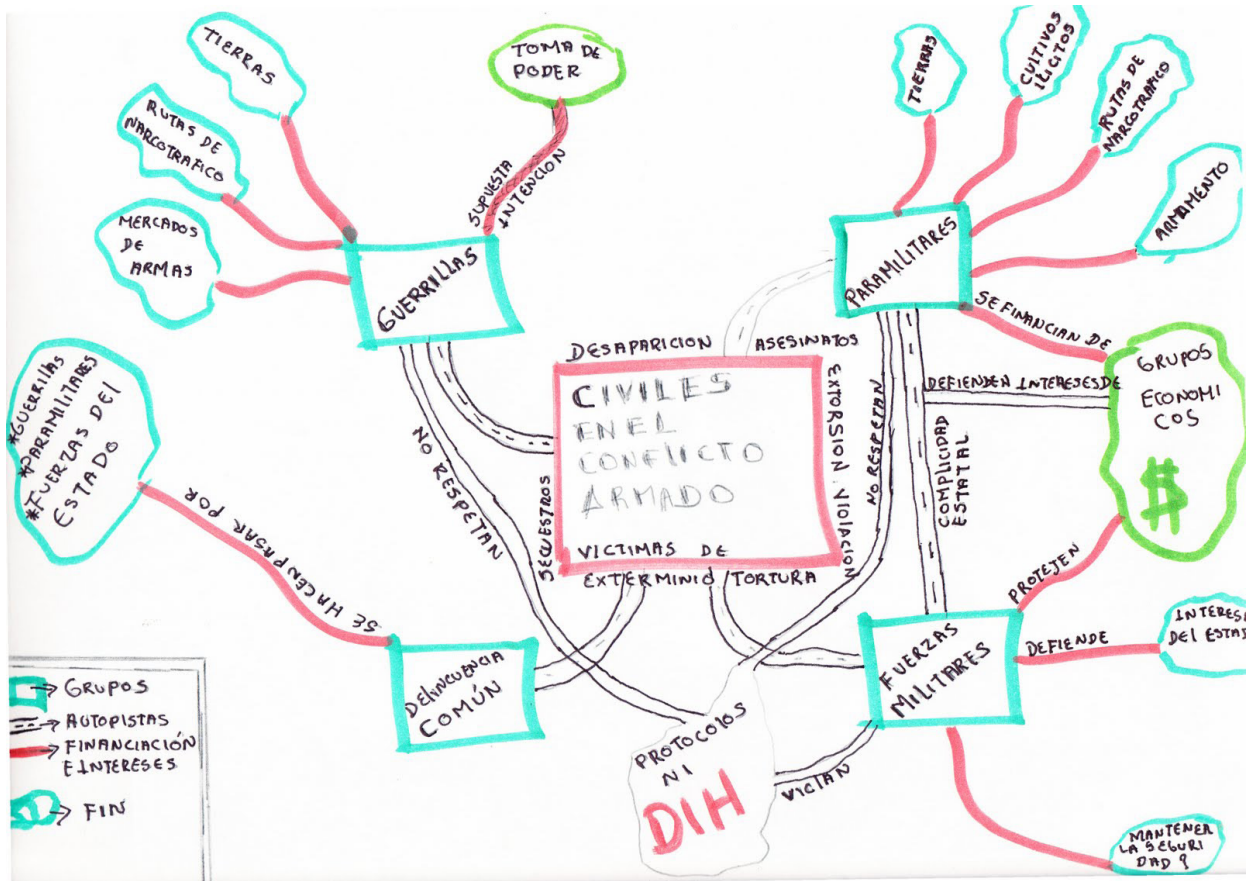 TIERRAS
RUTAS DE
NARCOTRAFICO
MERCADOS
DE
ARMAS
TOMA DE
PODER
SUPUESTA
INTENCION
GUERRILLAS
TIERRAS
CUITIVOS
ILICITOS
RUTAS DE
NARCOTRAFICO
ARMAMENTO
PARAMILITARES
SE FINANCIAN DE
GRUPOS
ECONOMI
COS
$
DEFIENDEN INTERESES DE
DESAPARICION
ASESINATOS
CIVILES
EN EL
CONFLICTO
ARMADO
VICTIMAS DE
EXTERMINIO
TORTURA
SECUESTROS
EXTORSION
VIOLACION
NO RESPETAN
NO RESPETAN
COMPLICIDAD
ESTATAL
*GUERRILLAS
*PARAMILITARES
*FUERZAS DEL
ESTADO
SE HACEN PASAR POR
DELINCUENCIA
COMÚN
FUERZAS
MILITARES
PROTEJEN
DEFIENDE
INTERES
DEL ESTAD
PROTOCOLOS
NI
DIH
MANTENER
LA SEGURI
DAD ?
GRUPOS
AUTOPISTAS
FINANCIACIÓN
E INTERESES
FIN